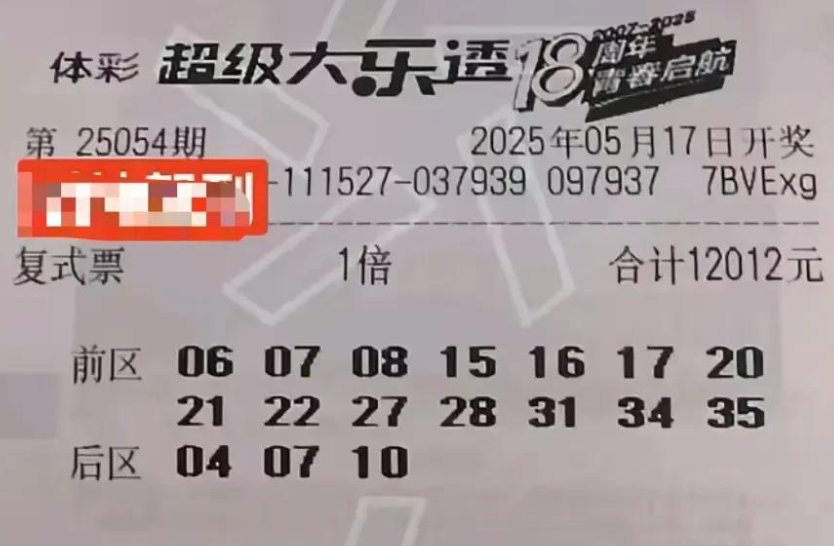 体彩 超级大乐透 18 2007-2025 周年 青春启航
第 25054期 2025年05月17日开奖
-111527-037939 097937 7BVExg
复式票 1倍 合计12012元
前区 06 07 08 15 16 17 20
21 22 27 28 31 34 35
后区 04 07 10